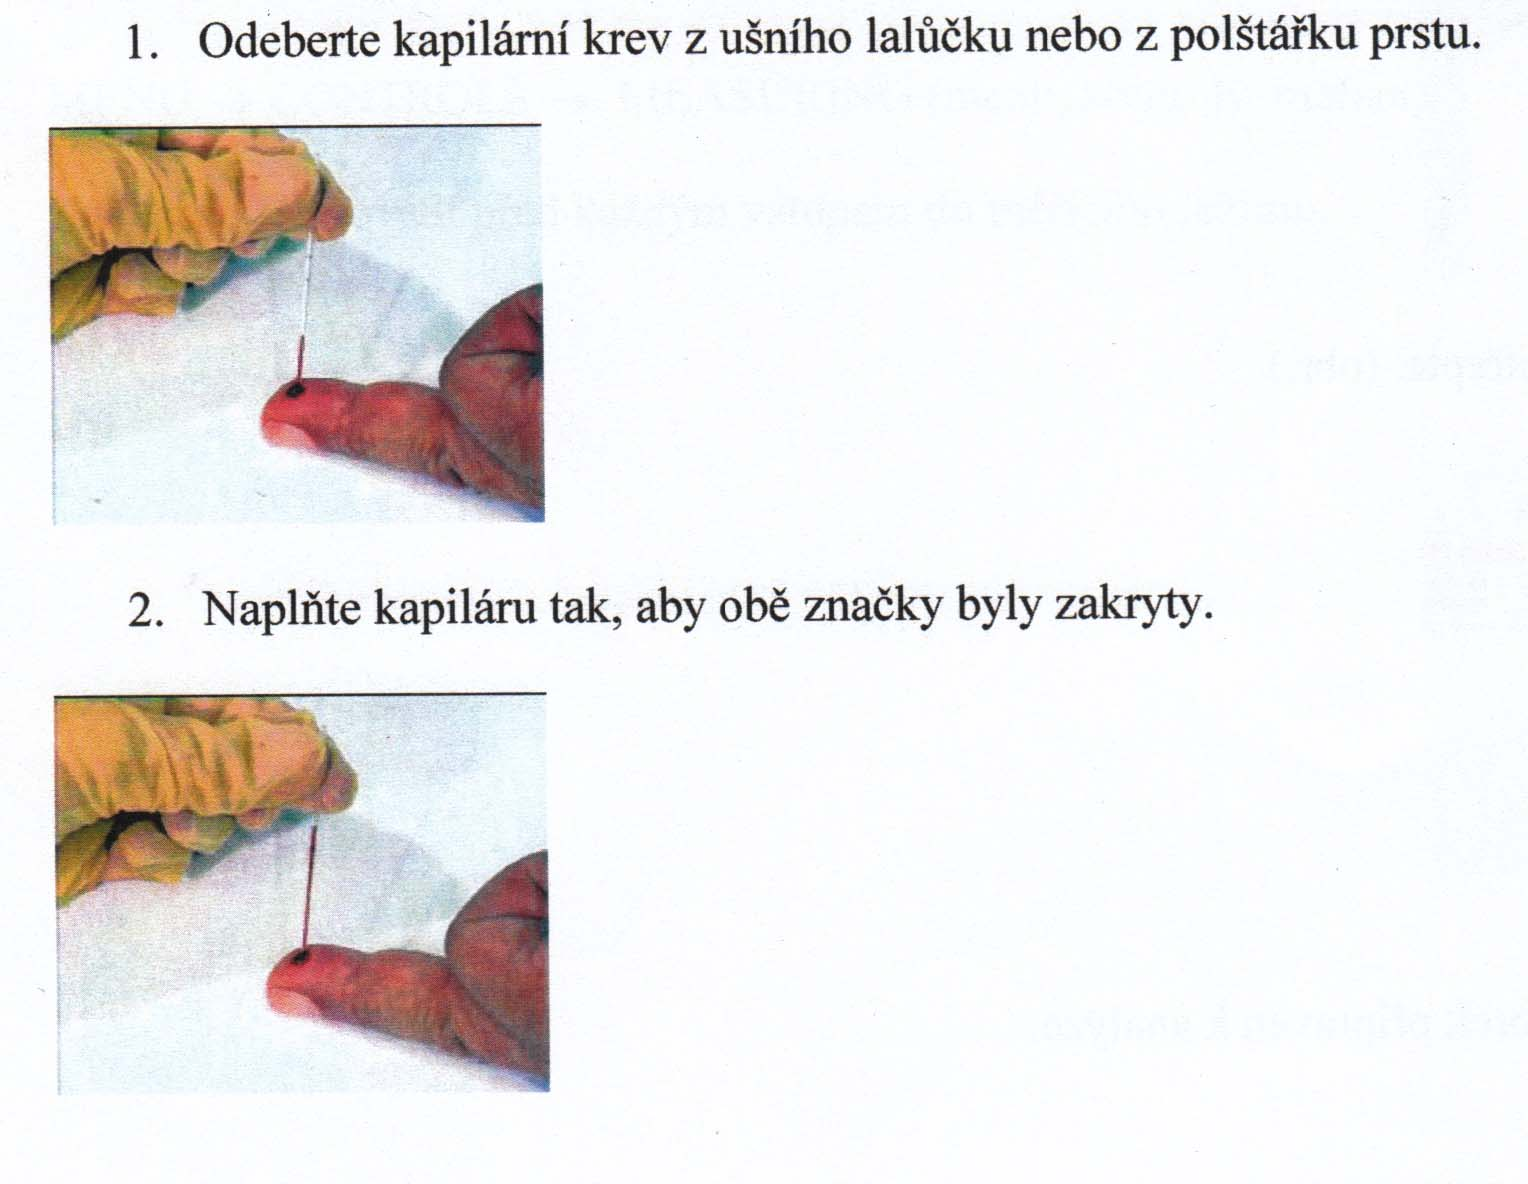 1. Odeberte kapilární krev z ušního lalůčku nebo z polštářku prstu.
2. Naplňte kapiláru tak, aby obě značky byly zakryty.